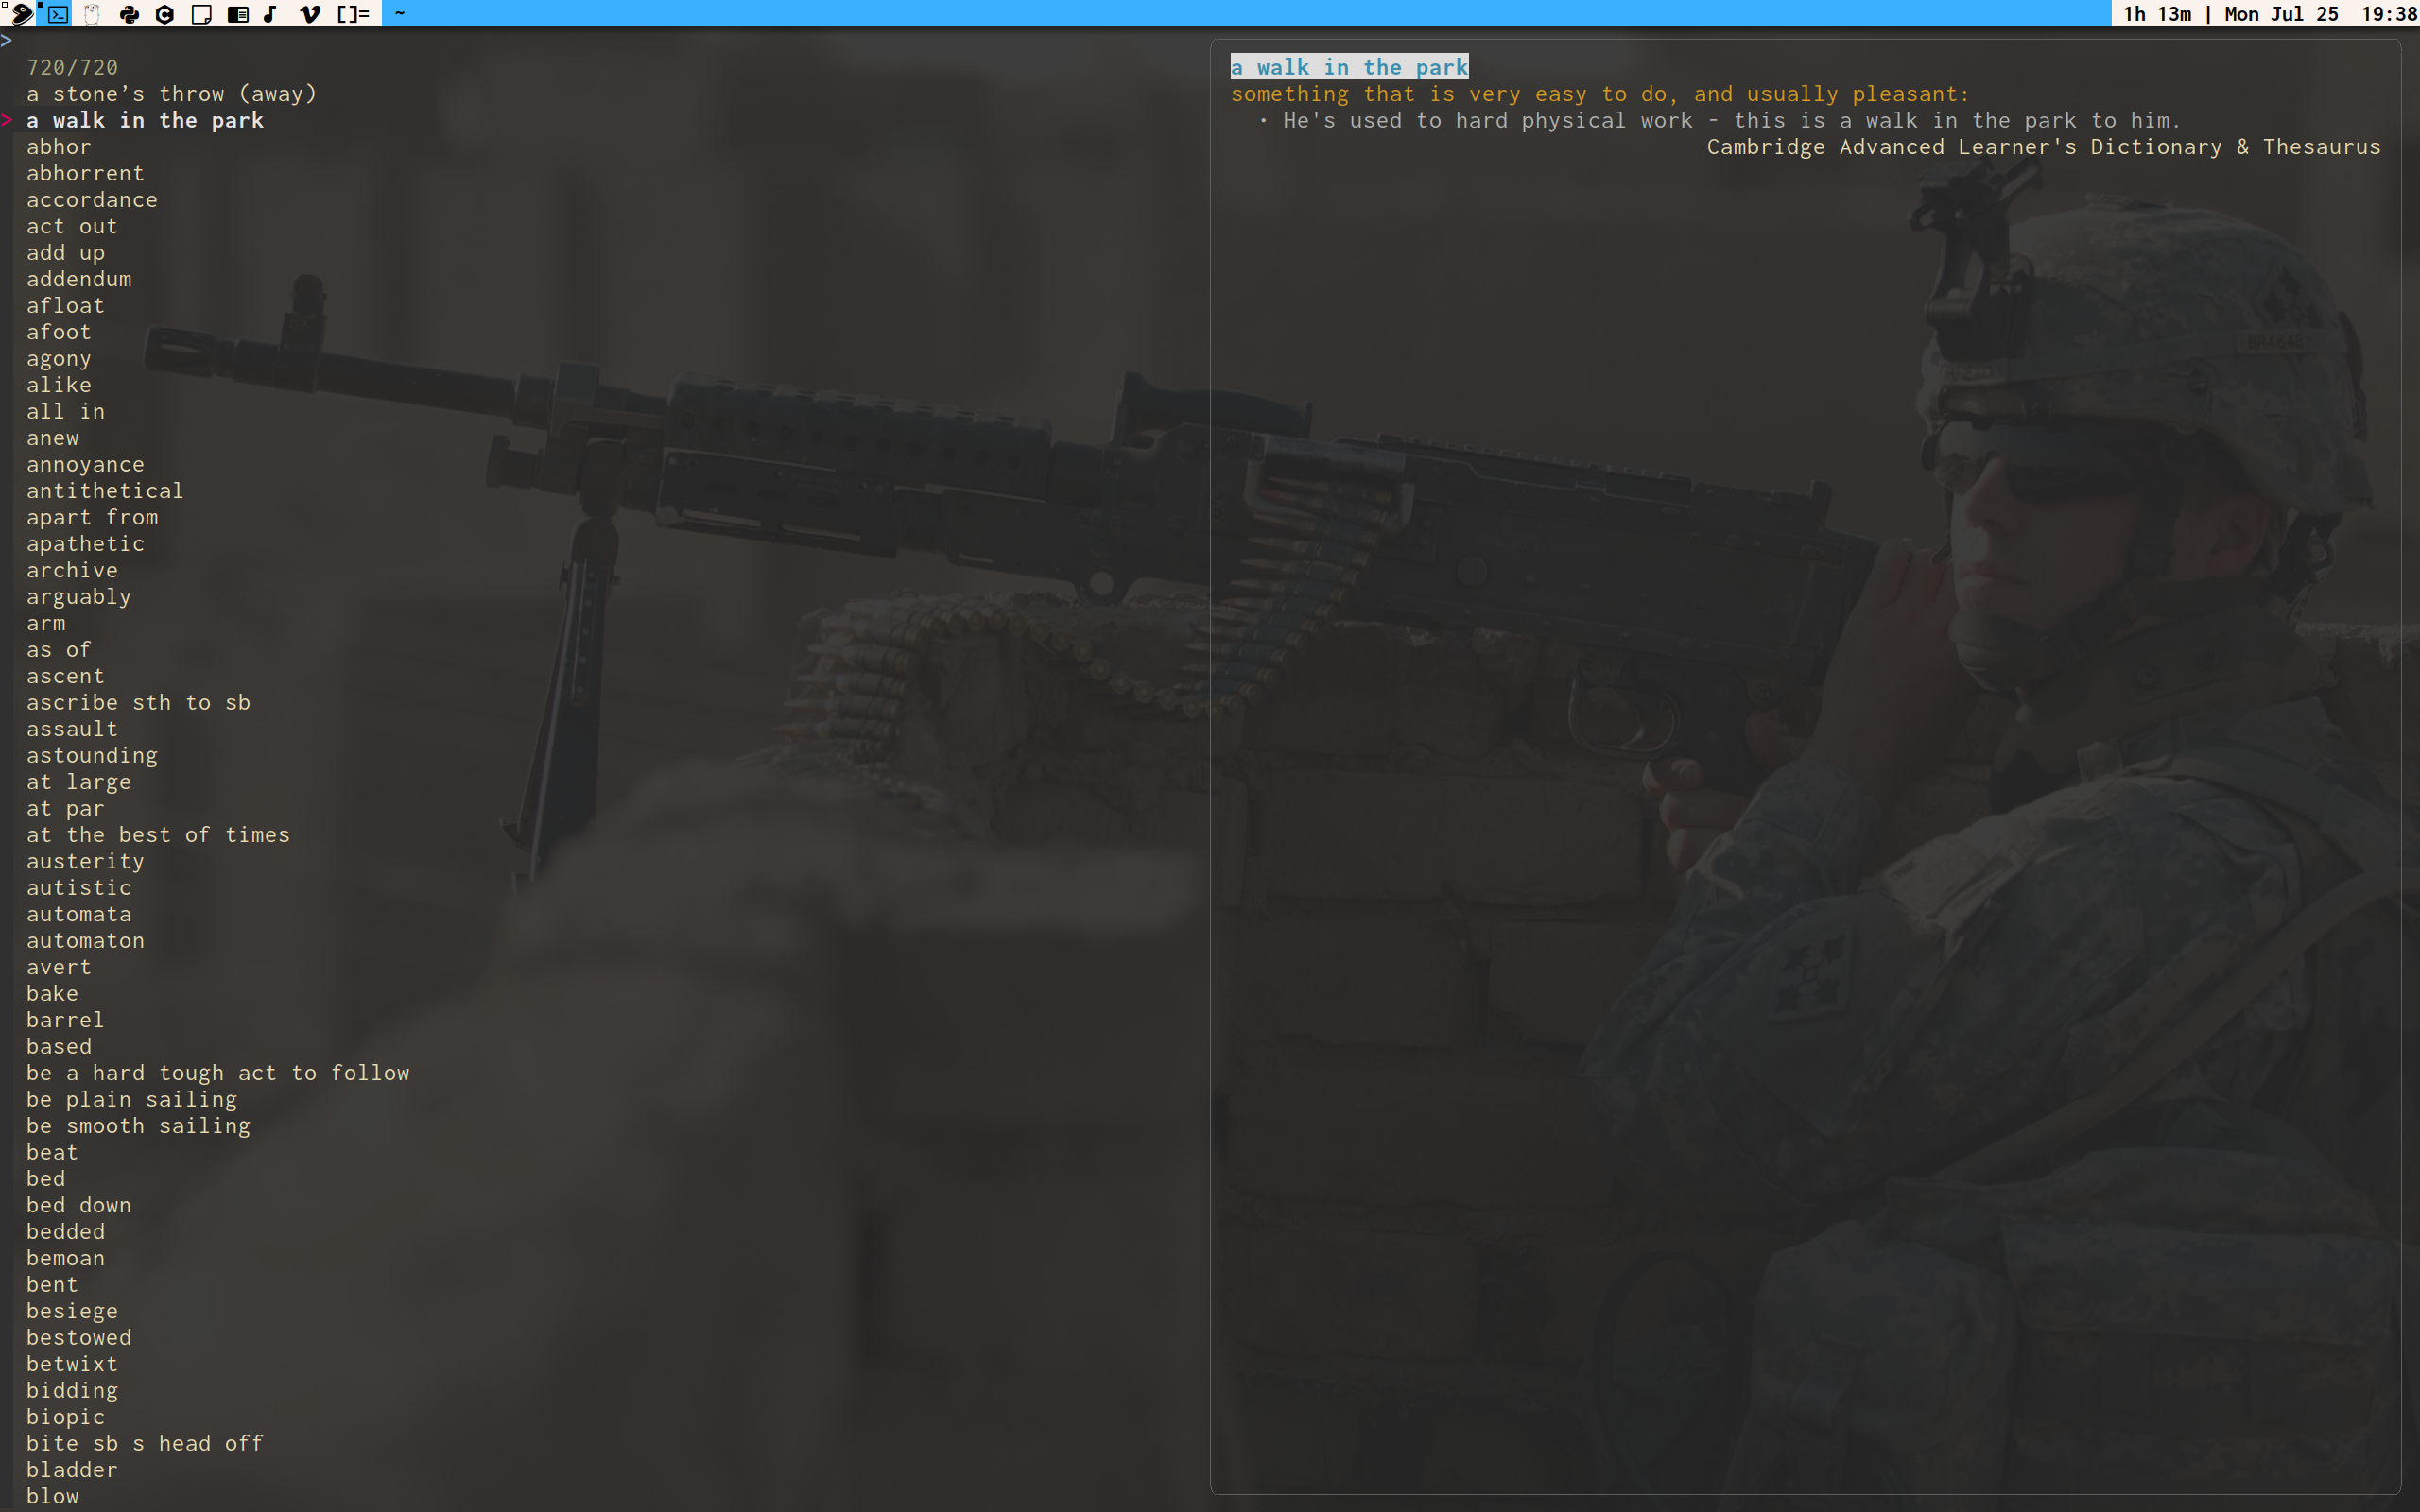 []=
~
1h 13m | Mon Jul 25  19:38
>
720/720
a stone’s throw (away)
> a walk in the park
abhor
abhorrent
accordance
act out
add up
addendum
afloat
afoot
agony
alike
all in
anew
annoyance
antithetical
apart from
apathetic
archive
arguably
arm
as of
ascent
ascribe sth to sb
assault
astounding
at large
at par
at the best of times
austerity
autistic
automata
automaton
avert
bake
barrel
based
be a hard tough act to follow
be plain sailing
be smooth sailing
beat
bed
bed down
bedded
bemoan
bent
besiege
bestowed
betwixt
bidding
biopic
bite sb s head off
bladder
blow
a walk in the park
something that is very easy to do, and usually pleasant:
• He's used to hard physical work - this is a walk in the park to him.
Cambridge Advanced Learner's Dictionary & Thesaurus